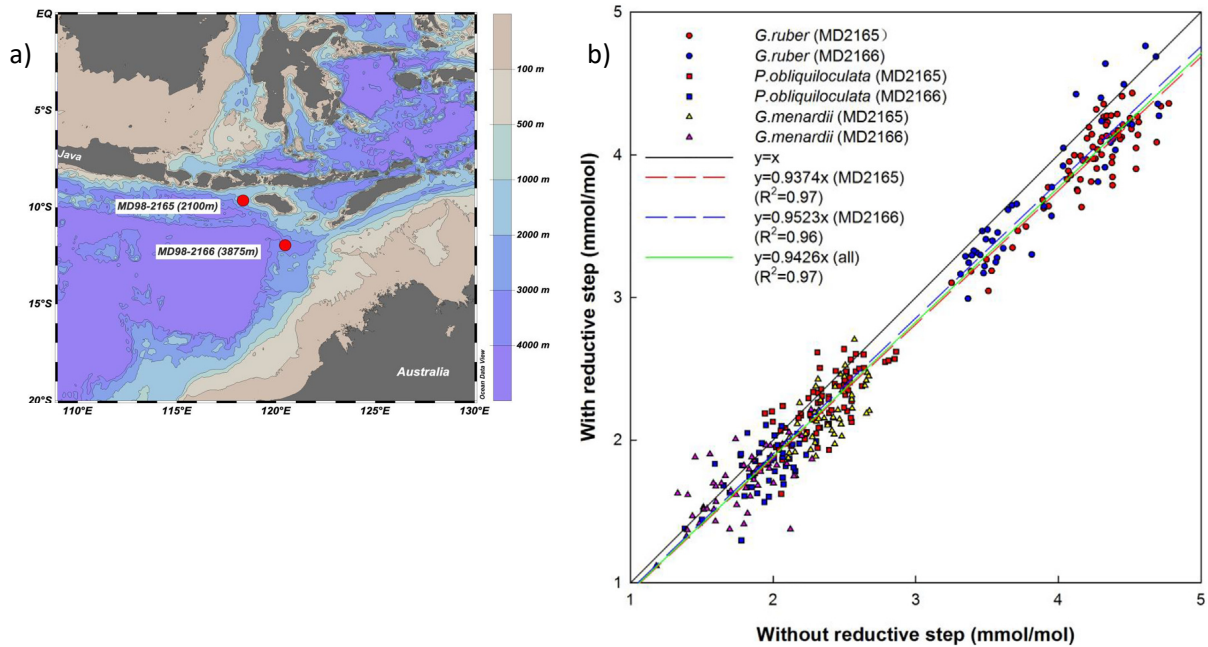 a)
EQ
5°S
10°S
15°S
20°S
110°E
115°E
120°E
125°E
130°E
Java
MD98-2165 (2100m)
MD98-2166 (3875m)
Australia
Ocean Data View
100 m
500 m
1000 m
2000 m
3000 m
4000 m
b)
With reductive step (mmol/mol)
5
4
3
2
1
G.ruber (MD2165)
G.ruber (MD2166)
P.obliquiloculata (MD2165)
P.obliquiloculata (MD2166)
G.menardii (MD2165)
G.menardii (MD2166)
y=x
y=0.9374x (MD2165)
(R²=0.97)
y=0.9523x (MD2166)
(R²=0.96)
y=0.9426x (all)
(R²=0.97)
1
2
3
4
5
Without reductive step (mmol/mol)